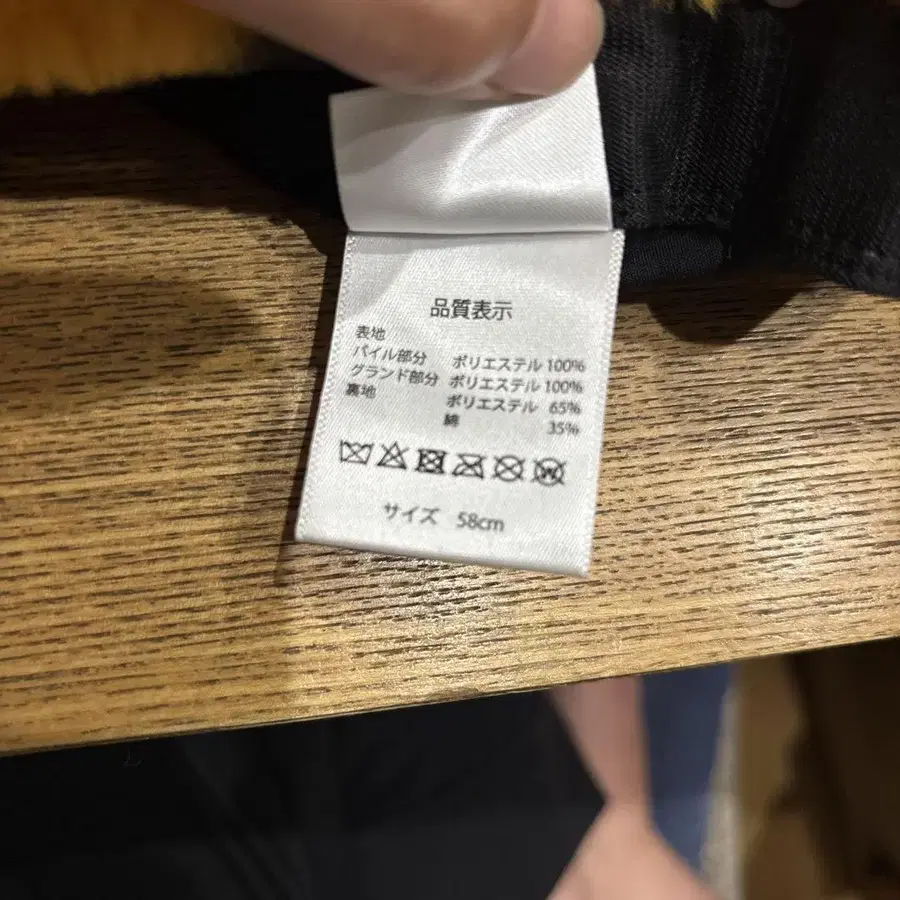 品質表示
表地
パイル部分 ポリエステル 100%
グランド部分 ポリエステル 100%
裏地 ポリエステル 65%
綿 35%
サイズ 58cm